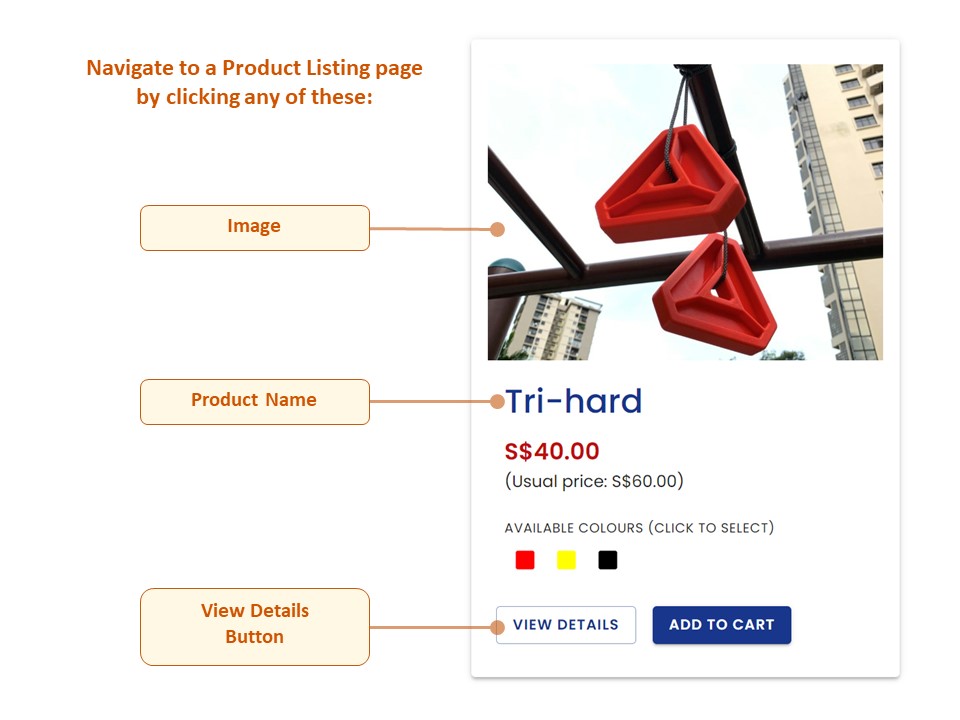 Navigate to a Product Listing page
by clicking any of these:
Image
Product Name
Tri-hard
S$40.00
(Usual price: S$60.00)
AVAILABLE COLOURS (CLICK TO SELECT)
View Details
Button
VIEW DETAILS
ADD TO CART